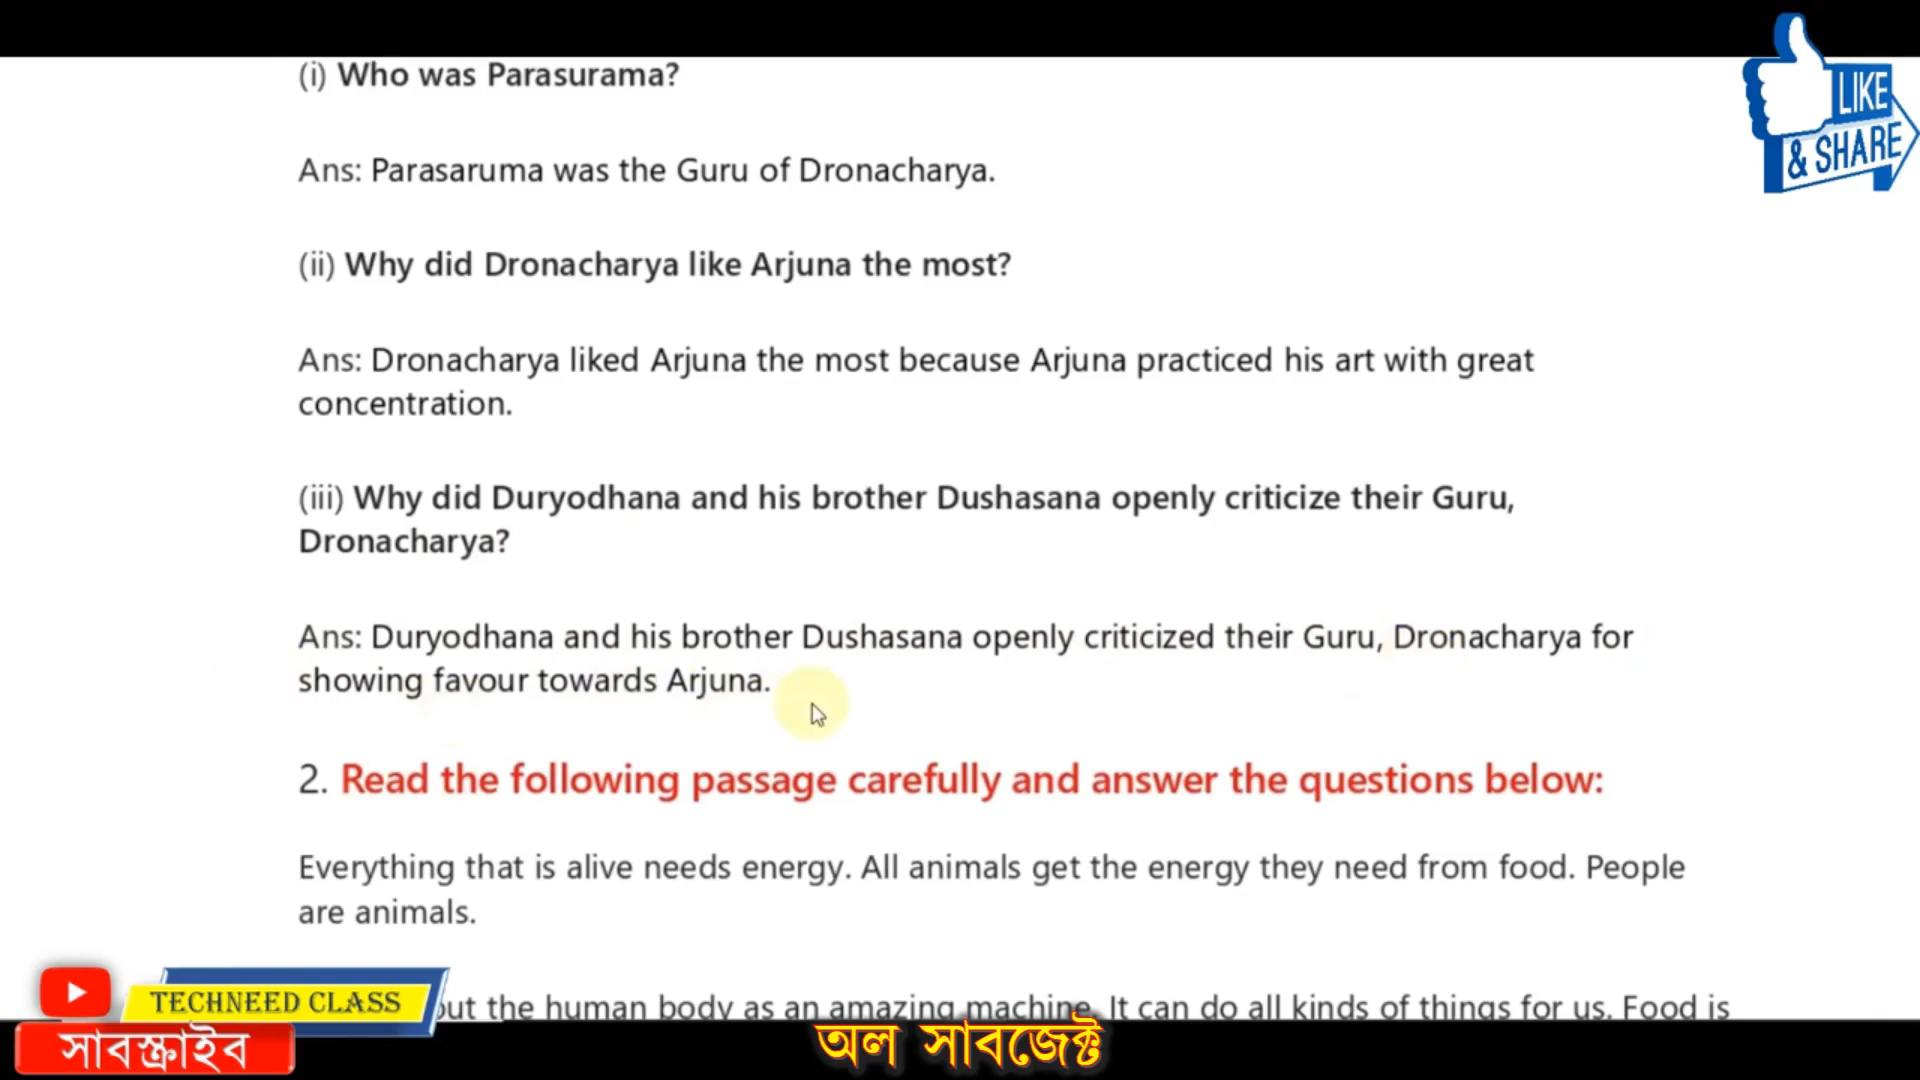 (i) Who was Parasurama?
Ans: Parasaruma was the Guru of Dronacharya.
(ii) Why did Dronacharya like Arjuna the most?
Ans: Dronacharya liked Arjuna the most because Arjuna practiced his art with great
concentration.
(iii) Why did Duryodhana and his brother Dushasana openly criticize their Guru,
Dronacharya?
Ans: Duryodhana and his brother Dushasana openly criticized their Guru, Dronacharya for
showing favour towards Arjuna.
2. Read the following passage carefully and answer the questions below:
Everything that is alive needs energy. All animals get the energy they need from food. People
are animals.
the human body as an amazing machine. It can do all kinds of things for us. Food is
LIKE
& SHARE
TECHNEED CLASS
সাবস্ক্রাইব
অল সাবজেক্ট